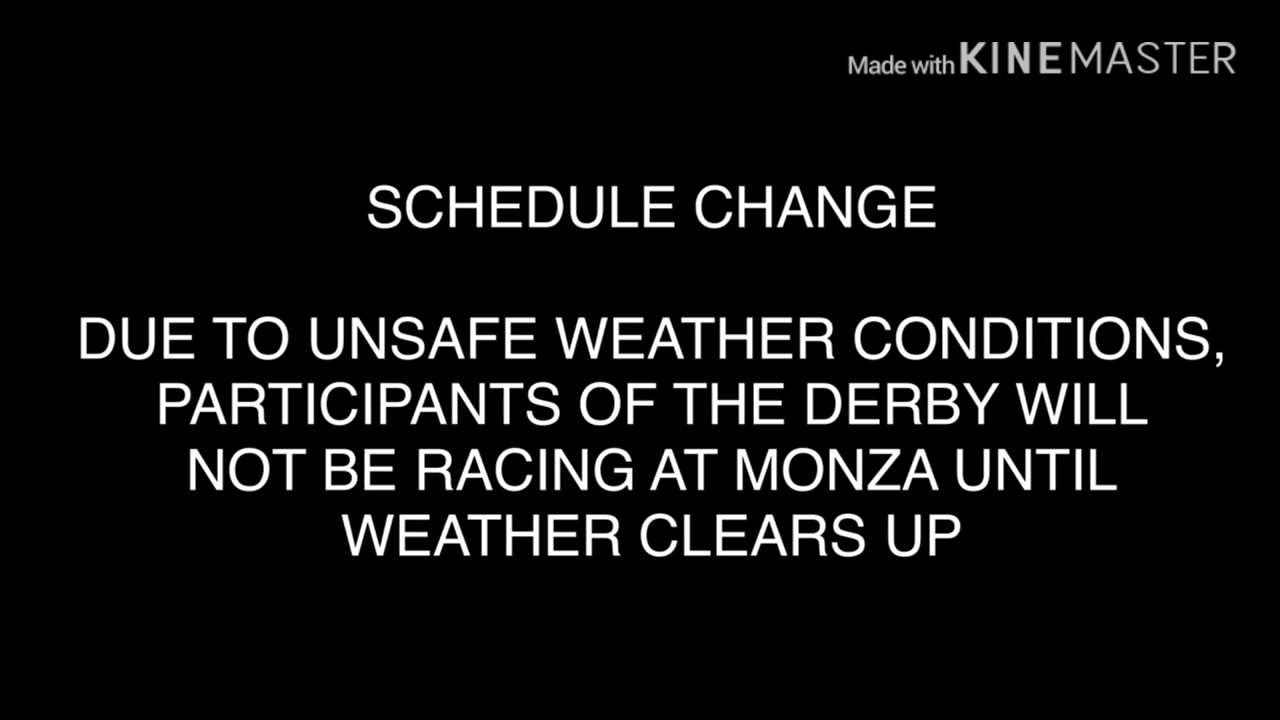 Made with KINEMASTER
SCHEDULE CHANGE
DUE TO UNSAFE WEATHER CONDITIONS,
PARTICIPANTS OF THE DERBY WILL
NOT BE RACING AT MONZA UNTIL
WEATHER CLEARS UP